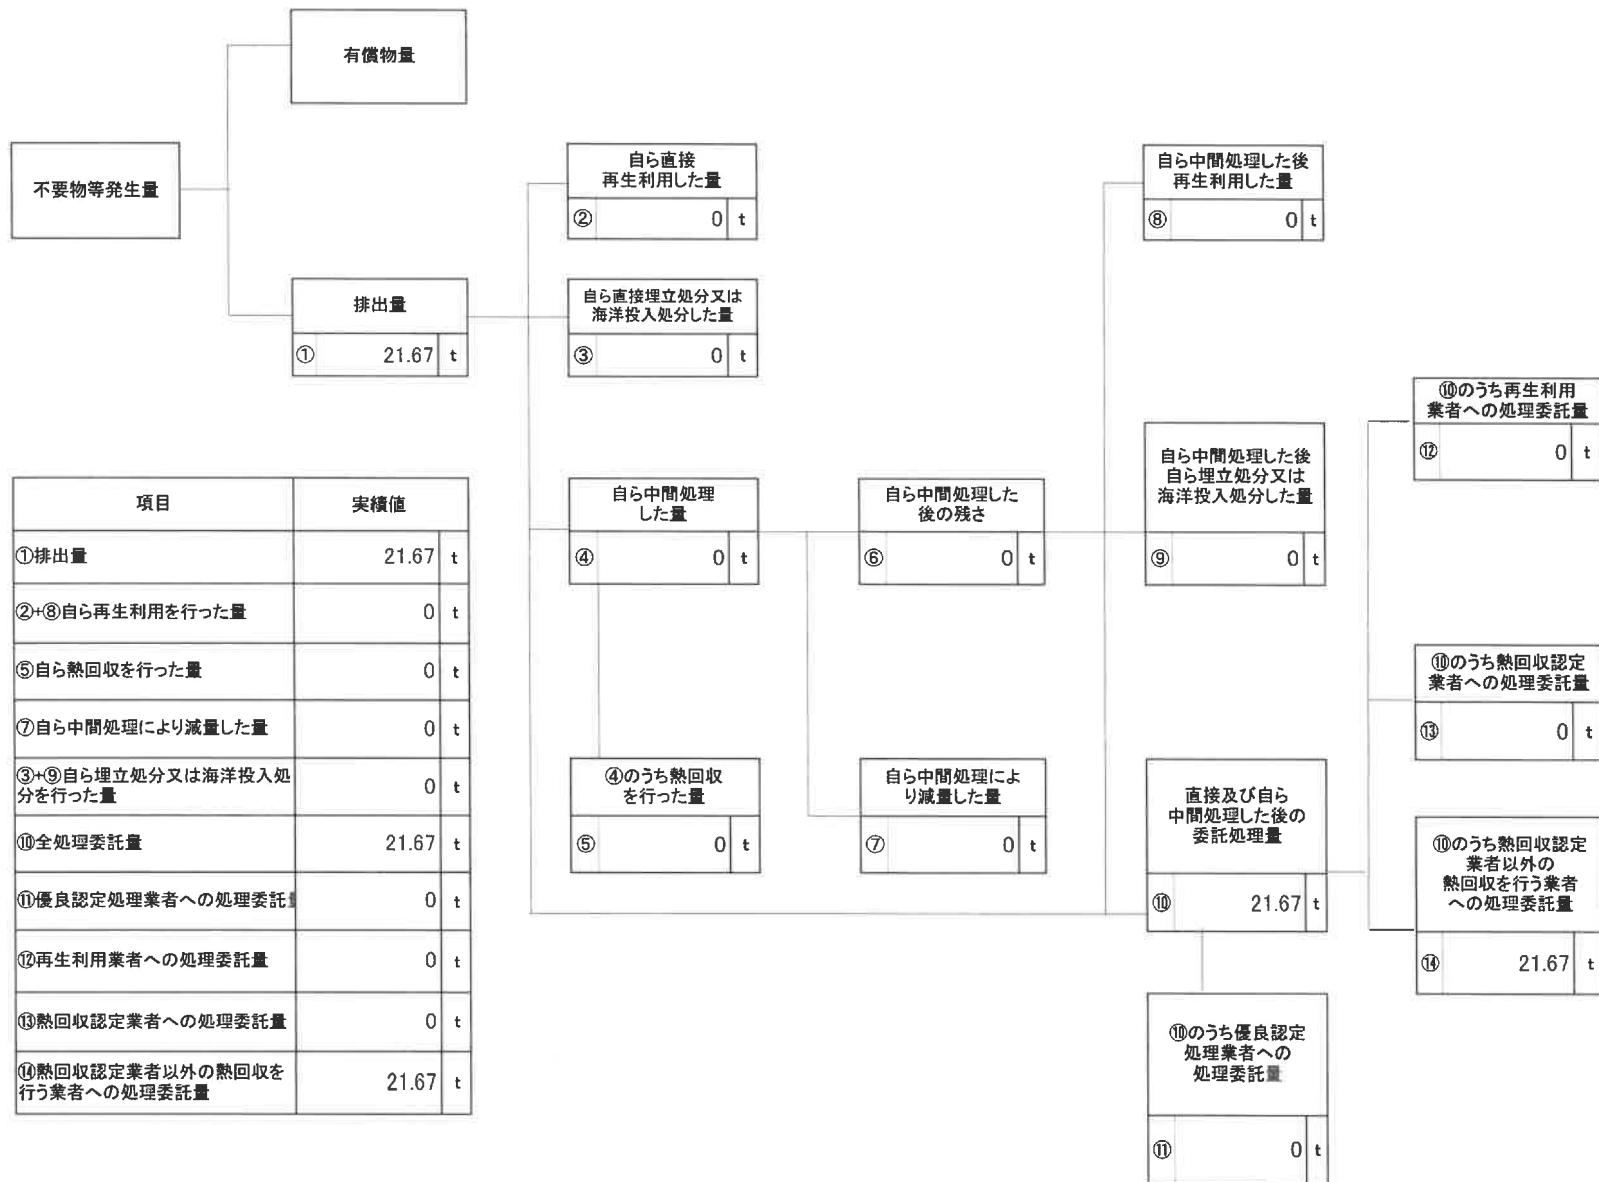 有償物量
不要物等発生量
排出量
① 21.67 t
自ら直接
再生利用した量
② 0 t
自ら直接埋立処分又は
海洋投入処分した量
③ 0 t
自ら中間処理
した量
④ 0 t
④のうち熱回収
を行った量
⑤ 0 t
自ら中間処理した
後の残さ
⑥ 0 t
自ら中間処理によ
り減量した量
⑦ 0 t
自ら中間処理した後
再生利用した量
⑧ 0 t
自ら中間処理した後
自ら埋立処分又は
海洋投入処分した量
⑨ 0 t
直接及び自ら
中間処理した後の
委託処理量
⑩ 21.67 t
⑩のうち優良認定
処理業者への
処理委託量
⑪ 0 t
⑩のうち再生利用
業者への処理委託量
⑫ 0 t
⑩のうち熱回収認定
業者への処理委託量
⑬ 0 t
⑩のうち熱回収認定
業者以外の
熱回収を行う業者
への処理委託量
⑭ 21.67 t
項目 実績値
①排出量 21.67 t
②+⑧自ら再生利用を行った量 0 t
⑤自ら熱回収を行った量 0 t
⑦自ら中間処理により減量した量 0 t
③+⑨自ら埋立処分又は海洋投入処
分を行った量 0 t
⑩全処理委託量 21.67 t
⑪優良認定処理業者への処理委託量 0 t
⑫再生利用業者への処理委託量 0 t
⑬熱回収認定業者への処理委託量 0 t
⑭熱回収認定業者以外の熱回収を
行う業者への処理委託量 21.67 t